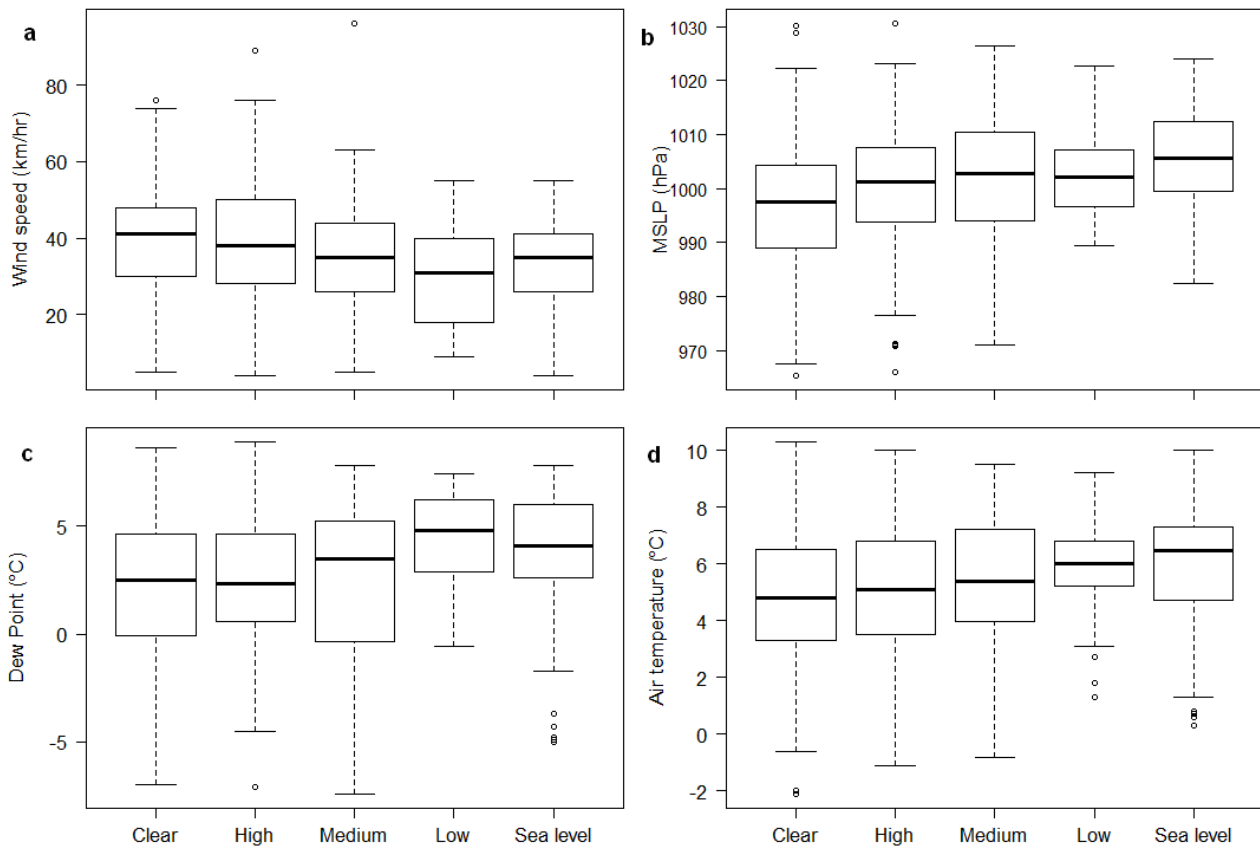 a
Wind speed (km/hr)
80
60
40
20
b
MSLP (hPa)
1030
1020
1010
1000
990
980
970
c
Dew Point (°C)
5
0
-5
Clear High Medium Low Sea level
d
Air temperature (°C)
10
8
6
4
2
0
-2
Clear High Medium Low Sea level